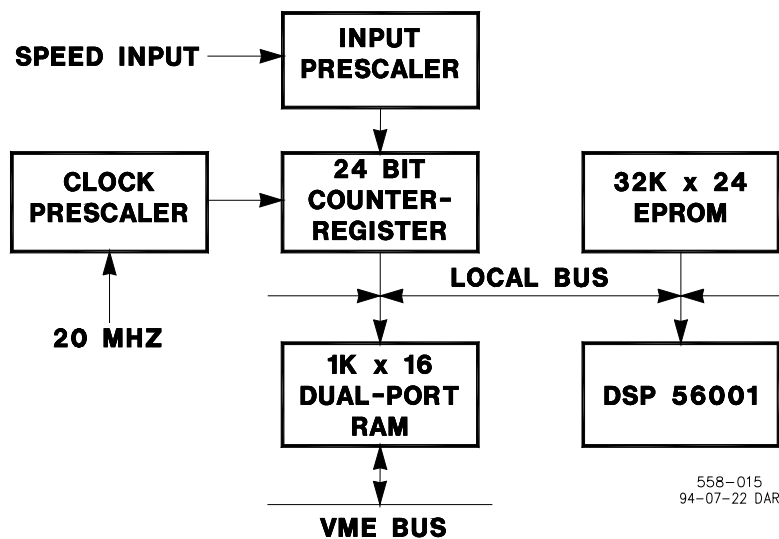 SPEED INPUT
INPUT
PRESCALER
CLOCK
PRESCALER
24 BIT
COUNTER-
REGISTER
32K x 24
EPROM
LOCAL BUS
20 MHZ
1K x 16
DUAL-PORT
RAM
DSP 56001
558-015
94-07-22 DAR
VME BUS